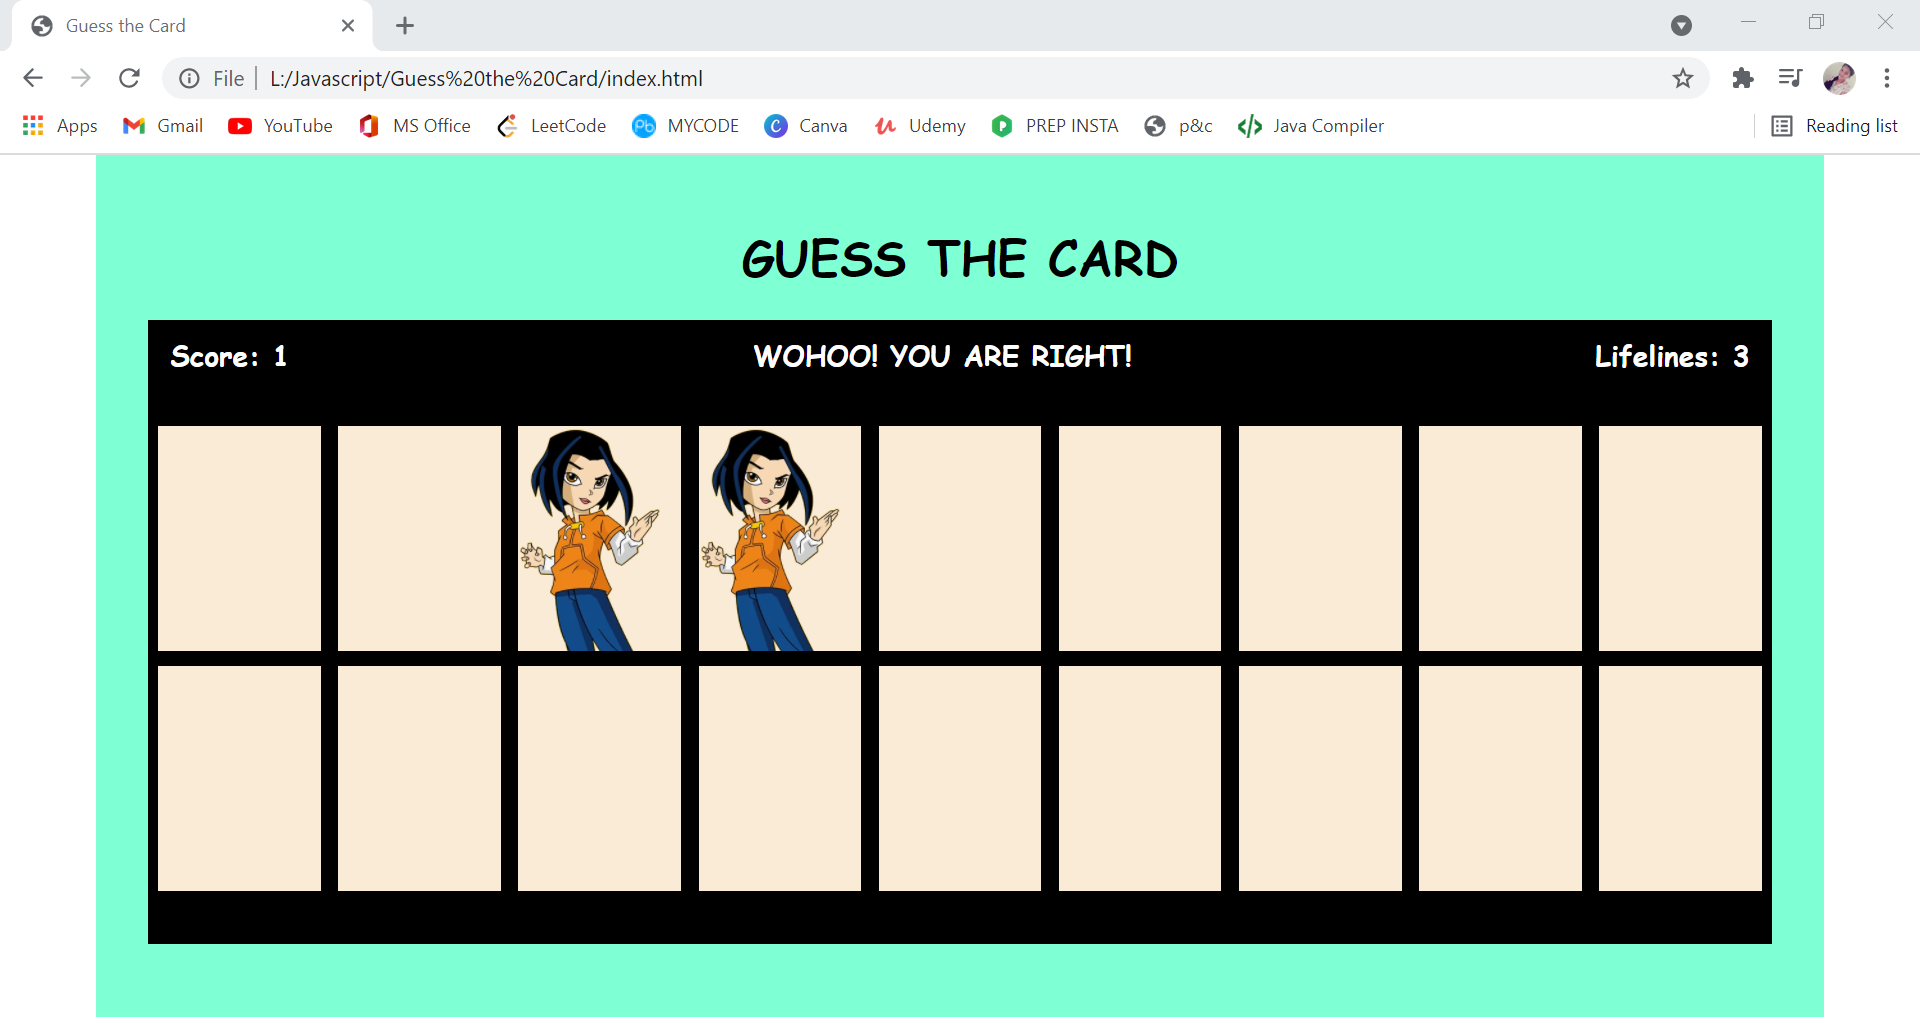 Guess the Card
File L:/Javascript/Guess%20the%20Card/index.html
Apps Gmail YouTube MS Office LeetCode Pb MYCODE C Canva Udemy P PREP INSTA p&c Java Compiler Reading list
GUESS THE CARD
Score: 1 WOHOO! YOU ARE RIGHT! Lifelines: 3